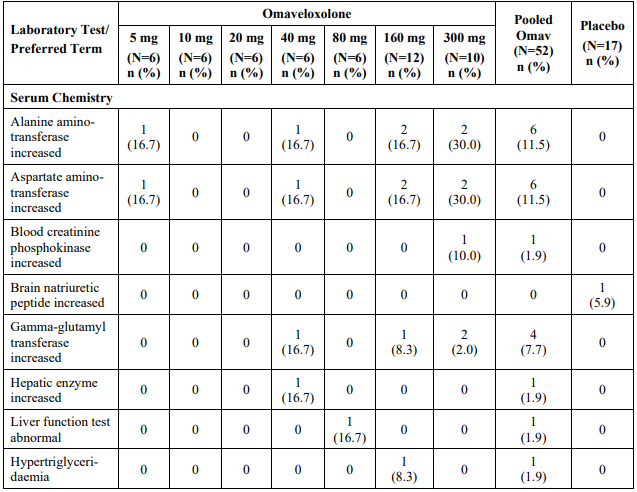 Laboratory Test/ Preferred Term | Omaveloxolone | Pooled Omav (N=52) n (%) | Placebo (N=17) n (%)
5 mg (N=6) n (%) | 10 mg (N=6) n (%) | 20 mg (N=6) n (%) | 40 mg (N=6) n (%) | 80 mg (N=6) n (%) | 160 mg (N=12) n (%) | 300 mg (N=10) n (%)
Serum Chemistry
Alanine amino-transferase increased | 1 (16.7) | 0 | 0 | 1 (16.7) | 0 | 2 (16.7) | 2 (30.0) | 6 (11.5) | 0
Aspartate amino-transferase increased | 1 (16.7) | 0 | 0 | 1 (16.7) | 0 | 2 (16.7) | 2 (30.0) | 6 (11.5) | 0
Blood creatinine phosphokinase increased | 0 | 0 | 0 | 0 | 0 | 0 | 1 (10.0) | 1 (1.9) | 0
Brain natriuretic peptide increased | 0 | 0 | 0 | 0 | 0 | 0 | 0 | 0 | 1 (5.9)
Gamma-glutamyl transferase increased | 0 | 0 | 0 | 1 (16.7) | 0 | 1 (8.3) | 2 (2.0) | 4 (7.7) | 0
Hepatic enzyme increased | 0 | 0 | 0 | 1 (16.7) | 0 | 0 | 0 | 1 (1.9) | 0
Liver function test abnormal | 0 | 0 | 0 | 0 | 1 (16.7) | 0 | 0 | 1 (1.9) | 0
Hypertriglyceri-daemia | 0 | 0 | 0 | 0 | 0 | 1 (8.3) | 0 | 1 (1.9) | 0